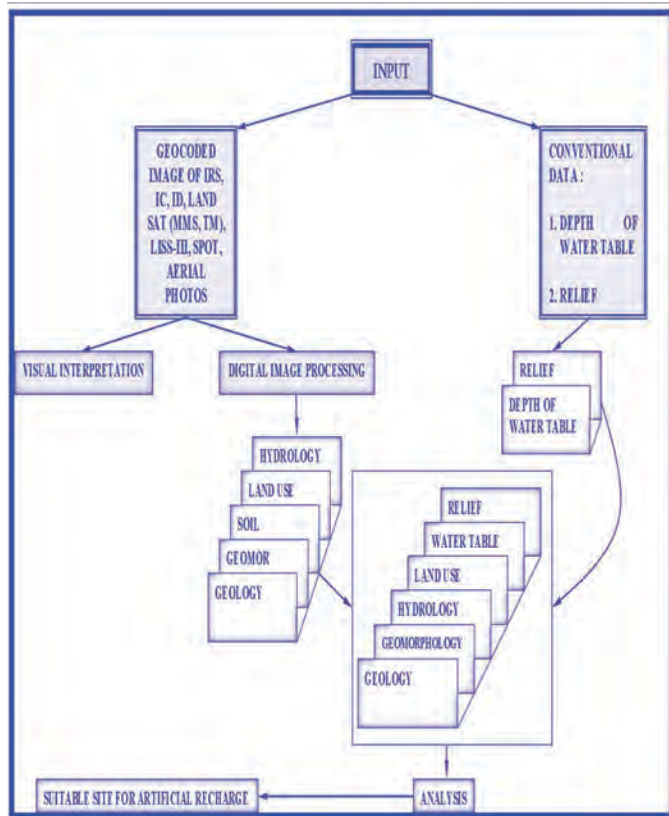 INPUT
GEOCODED
IMAGE OF IRS,
IC, ID, LAND
SAT (MMS, TM),
LISS-III, SPOT,
AERIAL
PHOTOS
CONVENTIONAL
DATA :
1. DEPTH OF
WATER TABLE
2. RELIEF
VISUAL INTERPRETATION
DIGITAL IMAGE PROCESSING
RELIEF
DEPTH OF
WATER TABLE
HYDROLOGY
LAND USE
SOIL
GEOMOR
GEOLOGY
RELIEF
WATER TABLE
LAND USE
HYDROLOGY
GEOMORPHOLOGY
GEOLOGY
ANALYSIS
SUITABLE SITE FOR ARTIFICIAL RECHARGE